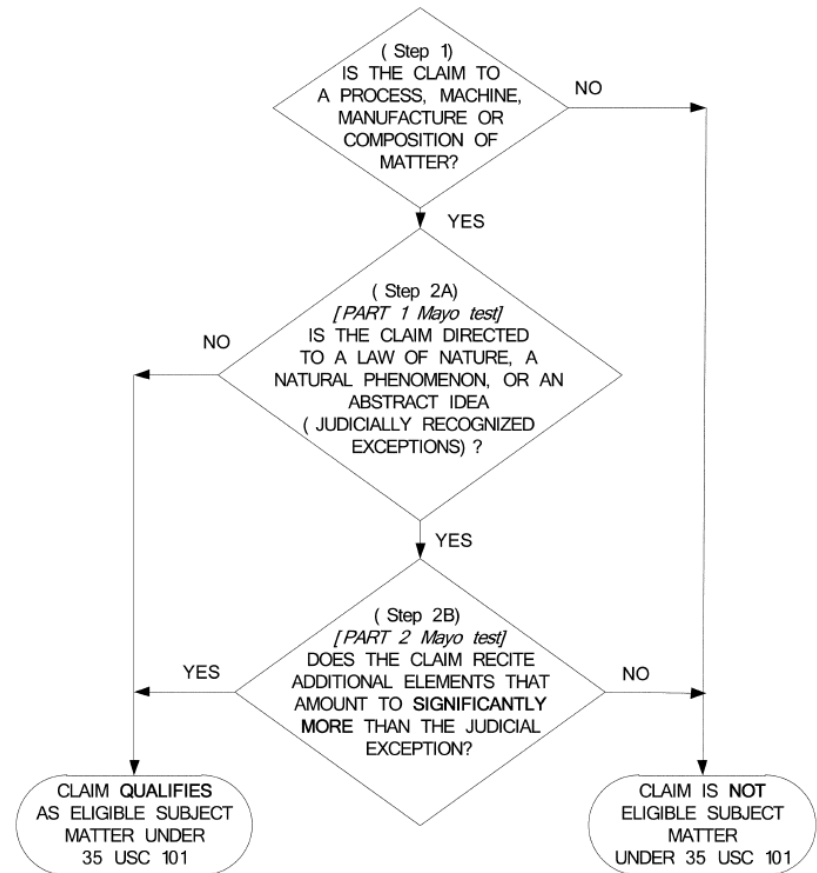 ( Step 1)
IS THE CLAIM TO
A PROCESS, MACHINE,
MANUFACTURE OR
COMPOSITION OF
MATTER?
NO
YES
( Step 2A)
[PART 1 Mayo test]
IS THE CLAIM DIRECTED
TO A LAW OF NATURE, A
NATURAL PHENOMENON, OR AN
ABSTRACT IDEA
( JUDICIALLY RECOGNIZED
EXCEPTIONS) ?
NO
YES
( Step 2B)
[PART 2 Mayo test]
DOES THE CLAIM RECITE
ADDITIONAL ELEMENTS THAT
AMOUNT TO SIGNIFICANTLY
MORE THAN THE JUDICIAL
EXCEPTION?
YES
NO
CLAIM QUALIFIES
AS ELIGIBLE SUBJECT
MATTER UNDER
35 USC 101
CLAIM IS NOT
ELIGIBLE SUBJECT
MATTER
UNDER 35 USC 101